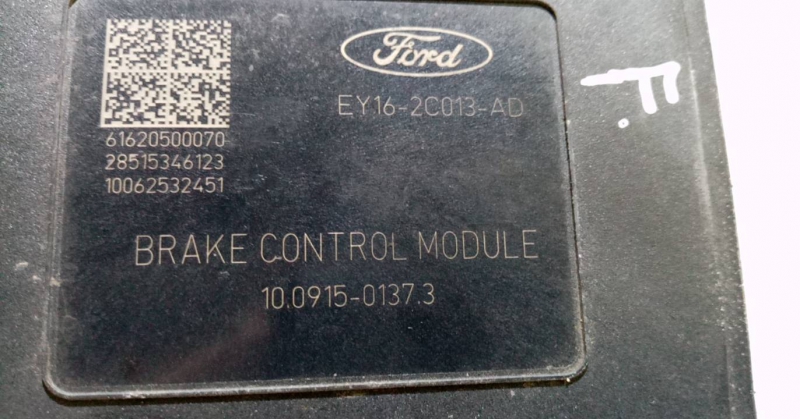 Ford
EY16-2C013-AD
61620500070
28515346123
10062532451
BRAKE CONTROL MODULE
10.0915-0137.3